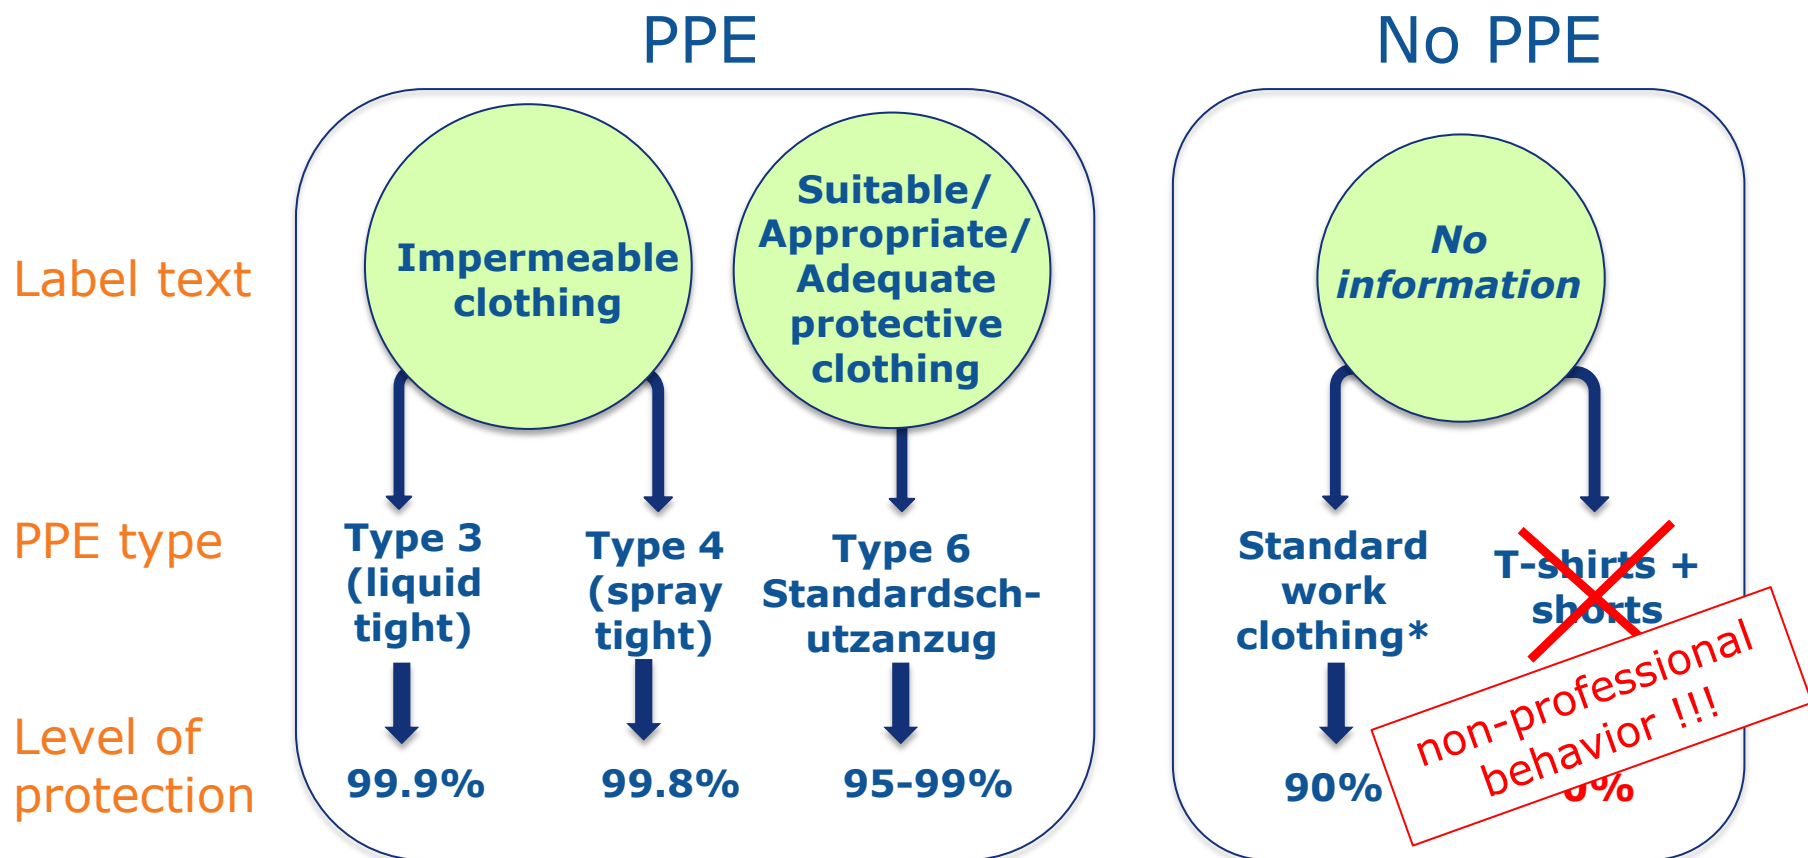 PPE
No PPE
Label text
Impermeable
clothing
Suitable/
Appropriate/
Adequate
protective
clothing
No
information
PPE type
Type 3
(liquid
tight)
Type 4
(spray
tight)
Type 6
Standardsch-
utzanzug
Standard
work
clothing*
T-shirts +
shorts
Level of
protection
99.9%
99.8%
95-99%
90%
0%
non-professional
behavior !!!